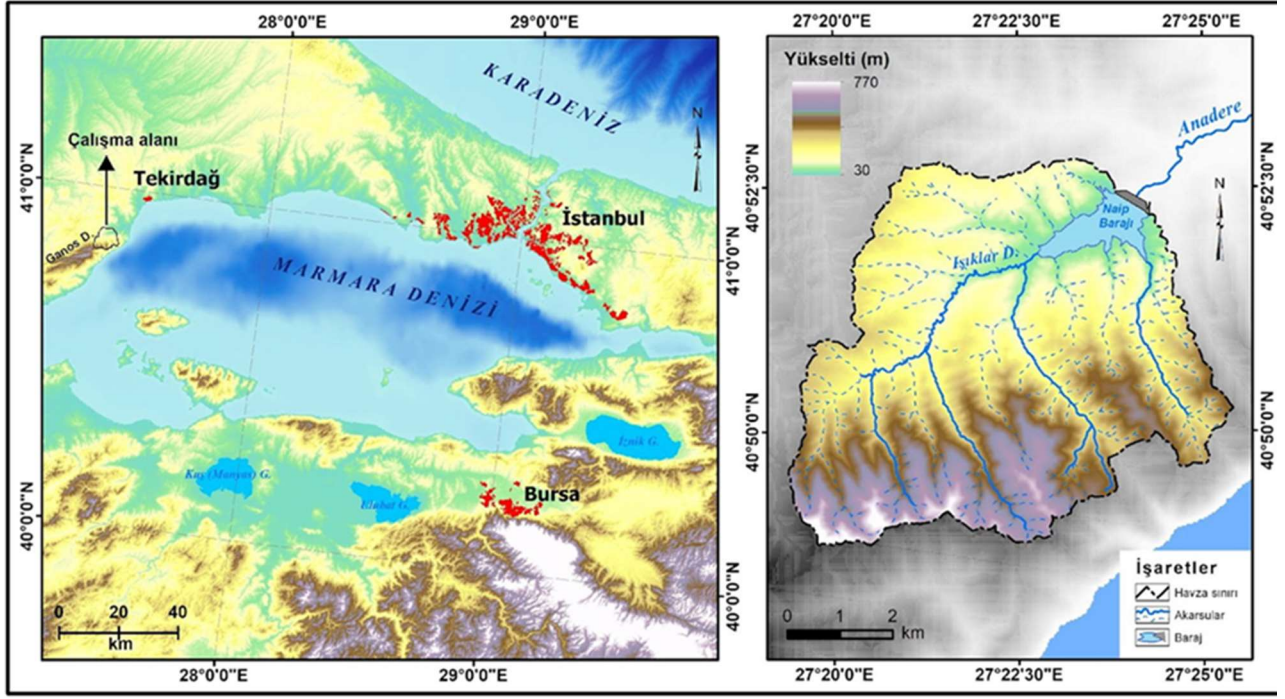 28°0'0"E
29°0'0"E
41°0'0"N
40°0'0"N
KARADENİZ
N
Çalışma alanı
Tekirdağ
İstanbul
Ganos D.
MARMARA DENİZİ
İznik G.
Kuş (Manyas) G.
Ulubat G.
Bursa
0 20 40
km
41°0'0"N
40°0'0"N
28°0'0"E
29°0'0"E
27°20'0"E
27°22'30"E
27°25'0"E
Yükselti (m)
770
30
Anadere
40°52'30"N
40°52'30"N
N
Naip
Barajı
Işıklar D.
40°50'0"N
40°50'0"N
İşaretler
Havza sınırı
Akarsular
Baraj
0 1 2
km
27°20'0"E
27°22'30"E
27°25'0"E